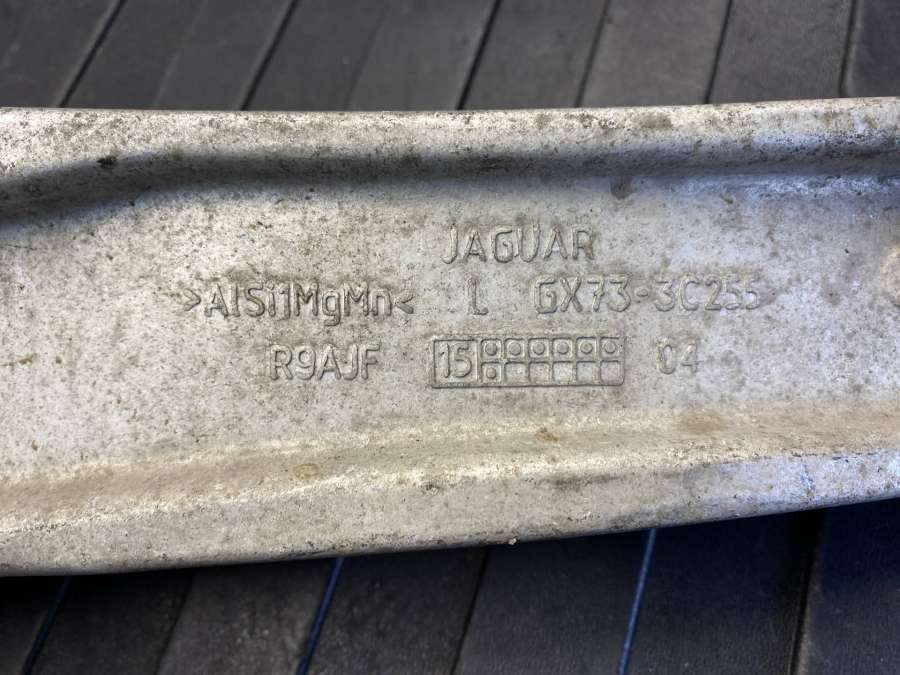 JAGUAR
>AlSi1MgMn< L GX73-3C255
R9AJF 15 04